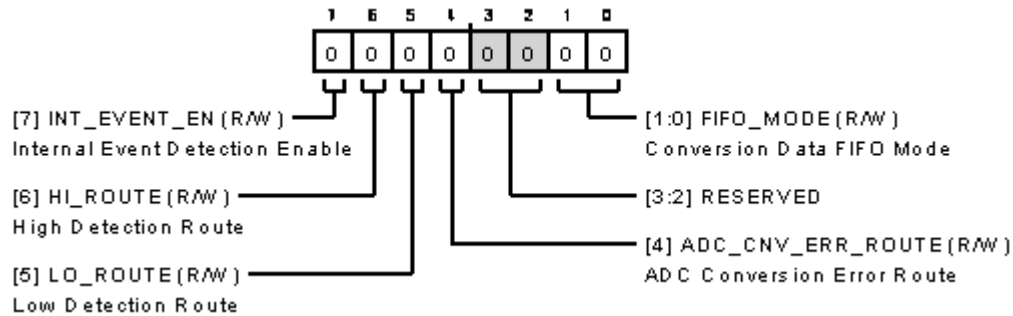 7 6 5 4 3 2 1 0
0 0 0 0 0 0 0 0
[7] INT_EVENT_EN (R/W)
Internal Event Detection Enable
[6] HI_ROUTE (R/W)
High Detection Route
[5] LO_ROUTE (R/W)
Low Detection Route
[1:0] FIFO_MODE (R/W)
Conversion Data FIFO Mode
[3:2] RESERVED
[4] ADC_CNV_ERR_ROUTE (R/W)
ADC Conversion Error Route